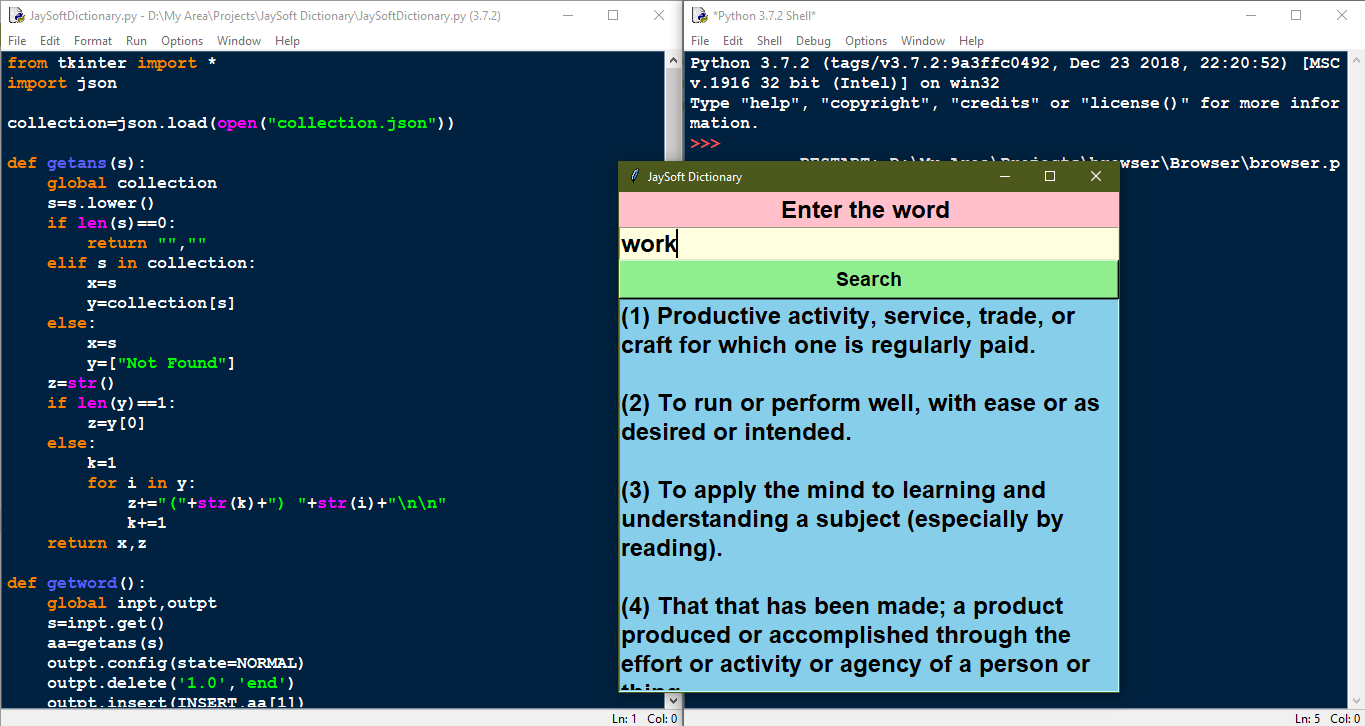 JaySoftDictionary.py - D:\My Area\Projects\JaySoft Dictionary\JaySoftDictionary.py (3.7.2)
File Edit Format Run Options Window Help
from tkinter import *
import json
collection=json.load(open("collection.json"))
def getans(s):
    global collection
    s=s.lower()
    if len(s)==0:
        return "",""
    elif s in collection:
        x=s
        y=collection[s]
    else:
        x=s
        y=["Not Found"]
    z=str()
    if len(y)==1:
        z=y[0]
    else:
        k=1
        for i in y:
            z+="("+str(k)+") "+str(i)+"\n\n"
            k+=1
    return x,z
def getword():
    global inpt,outpt
    s=inpt.get()
    aa=getans(s)
    outpt.config(state=NORMAL)
    outpt.delete('1.0','end')
    outpt.insert(INSERT,aa[1])
Ln: 1 Col: 0
*Python 3.7.2 Shell*
File Edit Shell Debug Options Window Help
Python 3.7.2 (tags/v3.7.2:9a3ffc0492, Dec 23 2018, 22:20:52) [MSC
v.1916 32 bit (Intel)] on win32
Type "help", "copyright", "credits" or "license()" for more infor
mation.
>>>
RESTART: D:\My Area\Projects\browser\Browser\browser.p
JaySoft Dictionary
Enter the word
work
Search
(1) Productive activity, service, trade, or
craft for which one is regularly paid.
(2) To run or perform well, with ease or as
desired or intended.
(3) To apply the mind to learning and
understanding a subject (especially by
reading).
(4) That that has been made; a product
produced or accomplished through the
effort or activity or agency of a person or
thing
Ln: 5 Col: 0